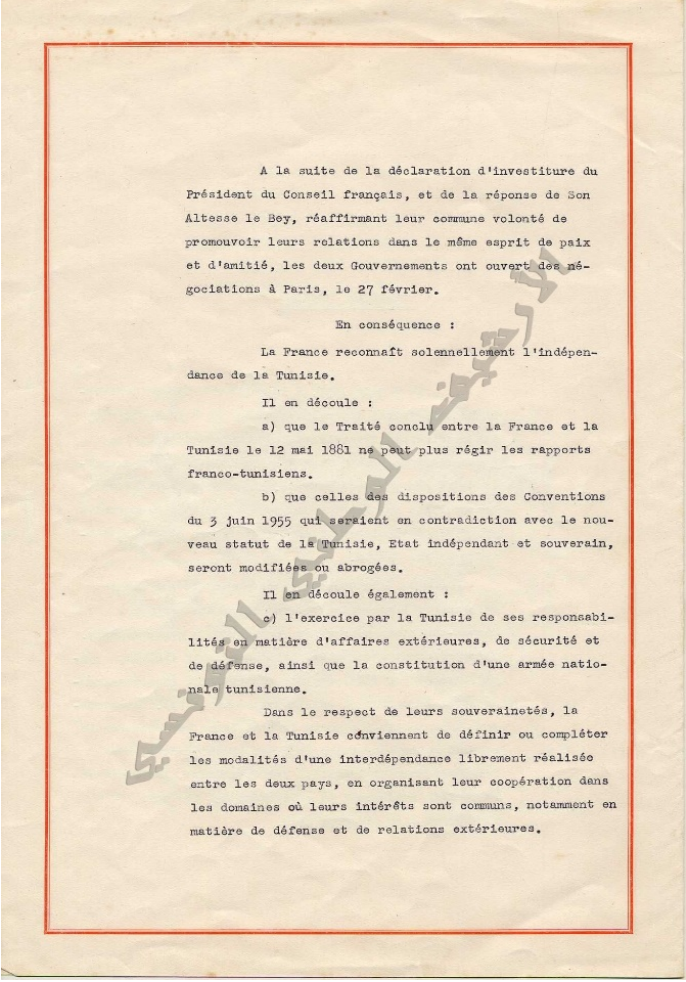 A la suite de la déclaration d'investiture du
Président du Conseil français, et de la réponse de Son
Altesse le Bey, réaffirmant leur commune volonté de
promouvoir leurs relations dans le même esprit de paix
et d'amitié, les deux Gouvernements ont ouvert des né-
gociations à Paris, le 27 février.
En conséquence :
La France reconnaît solennellement l'indépen-
dance de la Tunisie.
Il en découle :
a) que le Traité conclu entre la France et la
Tunisie le 12 mai 1881 ne peut plus régir les rapports
franco-tunisiens.
b) que celles des dispositions des Conventions
du 3 juin 1955 qui seraient en contradiction avec le nou-
veau statut de la Tunisie, Etat indépendant et souverain,
seront modifiées ou abrogées.
Il en découle également :
c) l'exercice par la Tunisie de ses responsabi-
lités en matière d'affaires extérieures, de sécurité et
de défense, ainsi que la constitution d'une armée natio-
nale tunisienne.
Dans le respect de leurs souverainetés, la
France et la Tunisie conviennent de définir ou compléter
les modalités d'une interdépendance librement réalisée
entre les deux pays, en organisant leur coopération dans
les domaines où leurs intérêts sont communs, notamment en
matière de défense et de relations extérieures.
الارشيف الوطني التونسي